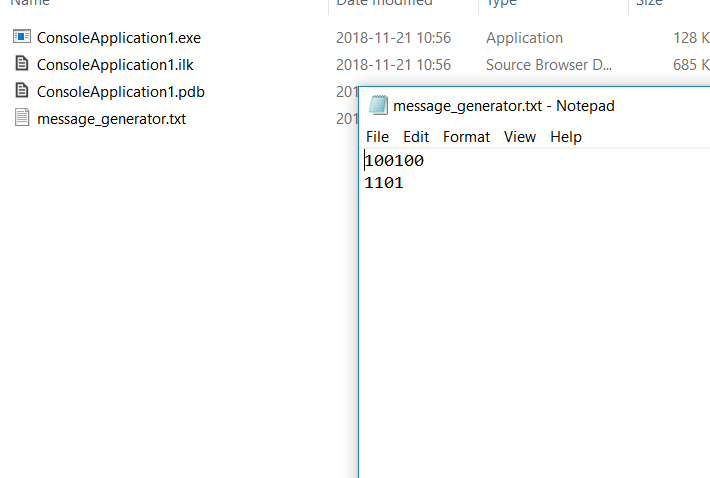 Name Date modified Type Size
ConsoleApplication1.exe 2018-11-21 10:56 Application 128 K
ConsoleApplication1.ilk 2018-11-21 10:56 Source Browser D... 685 K
ConsoleApplication1.pdb 201
message_generator.txt 201
message_generator.txt - Notepad
File Edit Format View Help
100100
1101